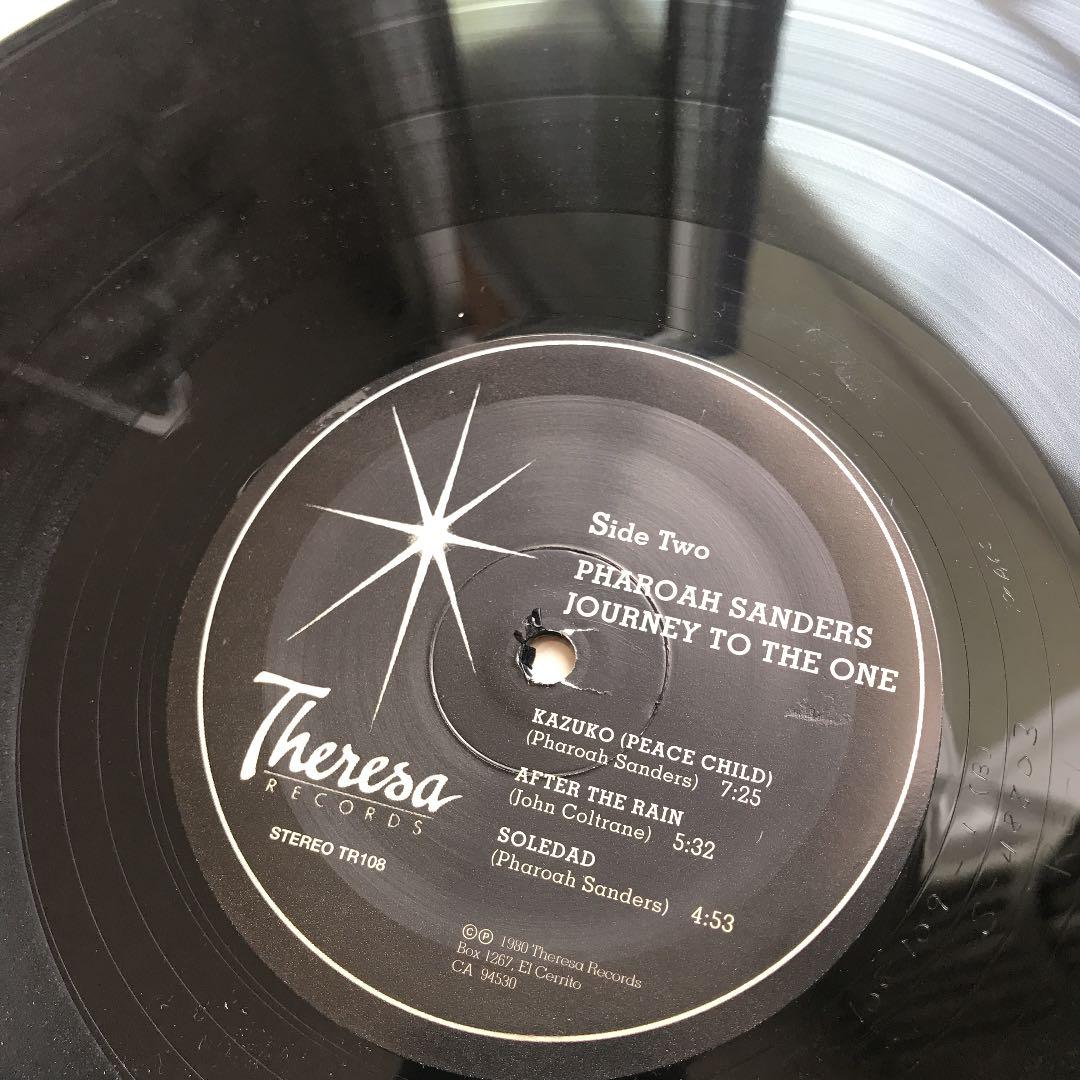 Side Two
PHAROAH SANDERS
JOURNEY TO THE ONE
KAZUKO (PEACE CHILD)
(Pharoah Sanders) 7:25
AFTER THE RAIN
(John Coltrane) 5:32
SOLEDAD
(Pharoah Sanders) 4:53
Theresa
RECORDS
STEREO TR108
©℗ 1980 Theresa Records
Box 1267, El Cerrito
CA 94530